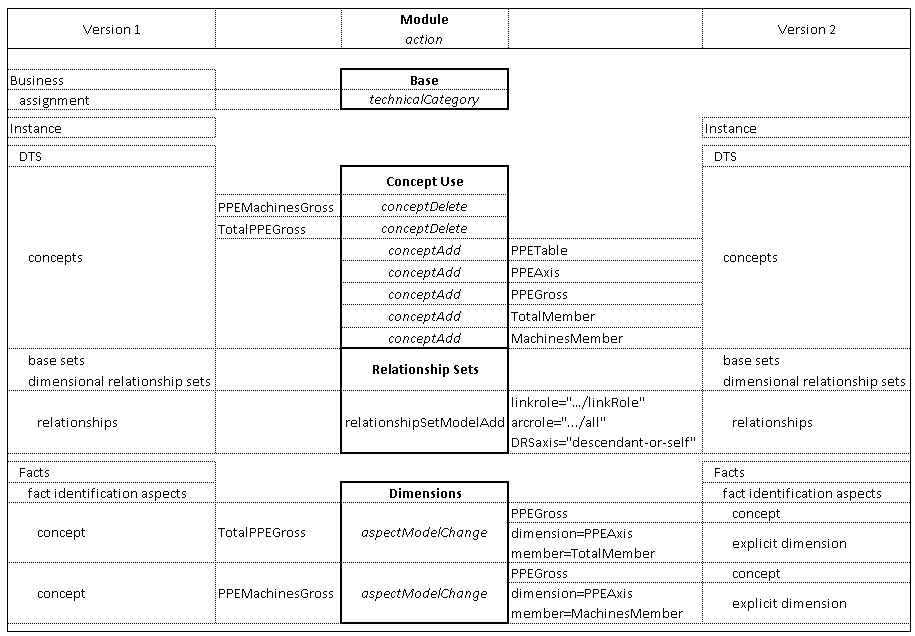 Version 1 Module Version 2
action
Business Base
assignment technicalCategory
Instance Instance
DTS DTS
Concept Use
PPEMachinesGross conceptDelete
TotalPPEGross conceptDelete
conceptAdd PPETable
concepts concepts
conceptAdd PPEAxis
conceptAdd PPEGross
conceptAdd TotalMember
conceptAdd MachinesMember
base sets base sets
Relationship Sets
dimensional relationship sets dimensional relationship sets
linkrole="…/linkRole"
relationships relationshipSetModelAdd arcrole="…/all" relationships
DRSaxis="descendant-or-self"
Facts Facts
fact identification aspects Dimensions fact identification aspects
PPEGross concept
concept TotalPPEGross aspectModelChange dimension=PPEAxis
explicit dimension
member=TotalMember
PPEGross concept
concept PPEMachinesGross aspectModelChange dimension=PPEAxis
explicit dimension
member=MachinesMember